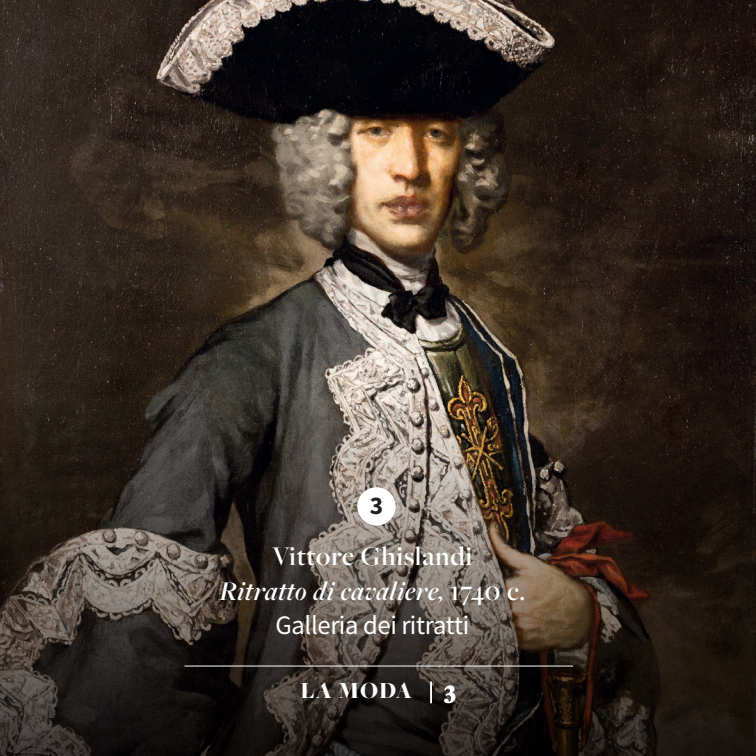 3
Vittore Ghislandi
Ritratto di cavaliere, 1740 c.
Galleria dei ritratti
LA MODA | 3